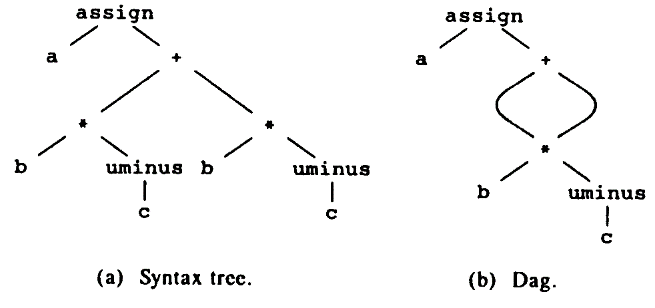 assign assign
a + a +
* * *
b uminus b uminus b uminus
c c c
(a) Syntax tree. (b) Dag.